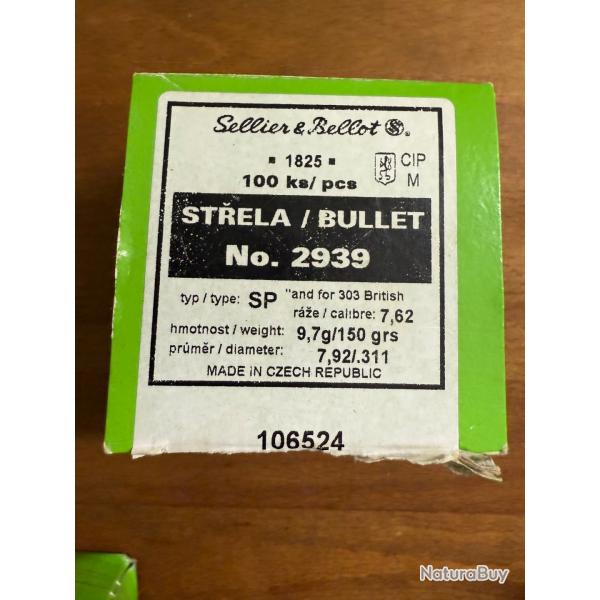 Sellier & Bellot S.
▪ 1825 ▪
CIP
M
100 ks/ pcs
STŘELA / BULLET
No. 2939
typ / type: SP "and for 303 British
ráže / calibre: 7,62
hmotnost / weight: 9,7g/150 grs
průměr / diameter: 7,92/.311
MADE IN CZECH REPUBLIC
106524
NaturaBuy